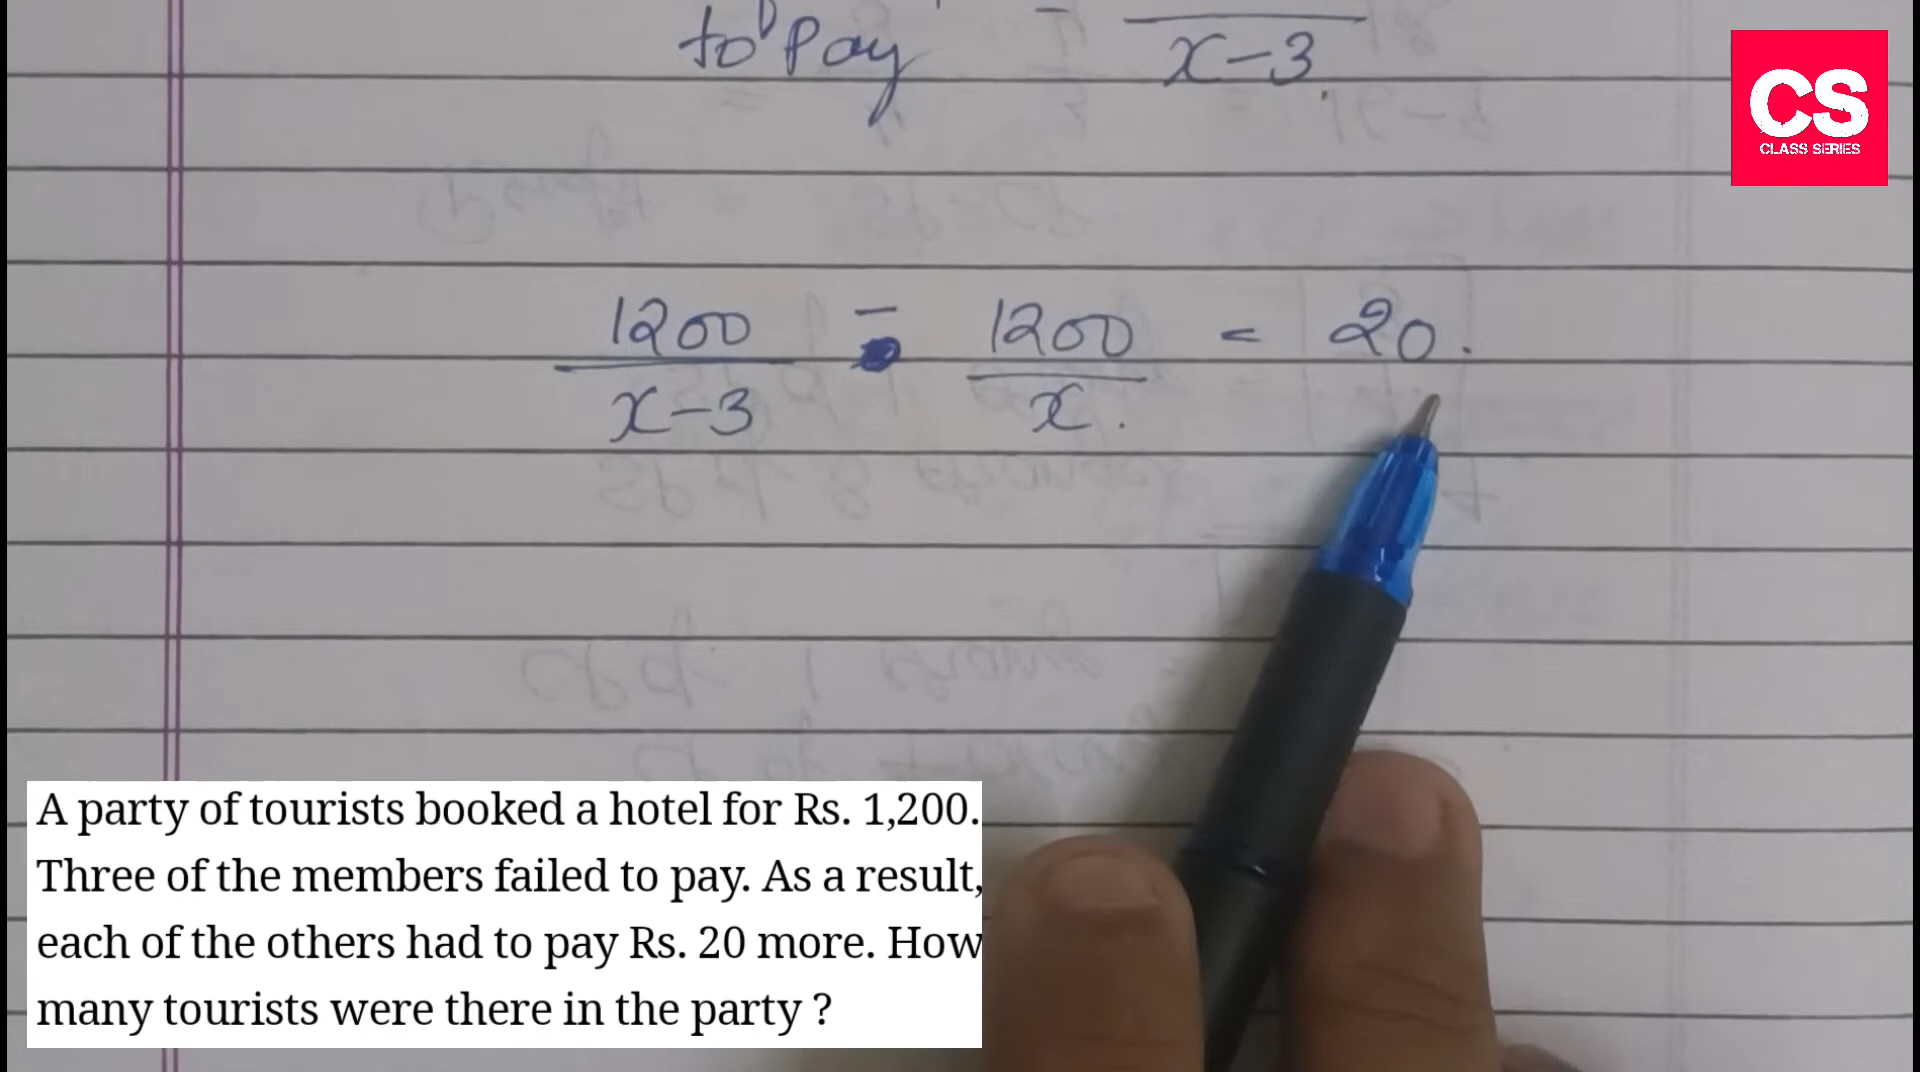 to pay
x-3
CS
CLASS SERIES
1200 - 1200 = 20.
x-3 x.
A party of tourists booked a hotel for Rs. 1,200.
Three of the members failed to pay. As a result,
each of the others had to pay Rs. 20 more. How
many tourists were there in the party ?